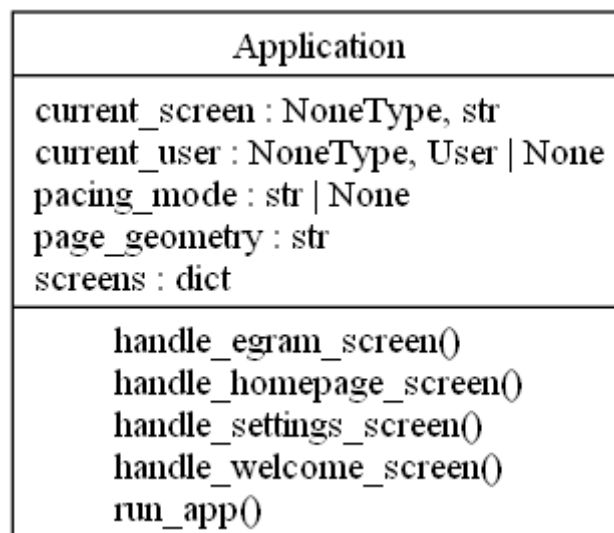 Application
current_screen : NoneType, str
current_user : NoneType, User | None
pacing_mode : str | None
page_geometry : str
screens : dict
handle_egram_screen()
handle_homepage_screen()
handle_settings_screen()
handle_welcome_screen()
run_app()